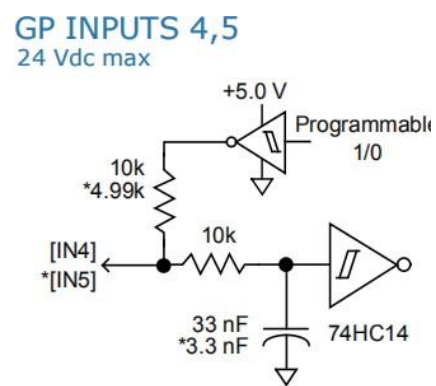 GP INPUTS 4,5
24 Vdc max
+5.0 V
Programmable
1/0
10k
*4.99k
10k
[IN4]
*[IN5]
33 nF
*3.3 nF
74HC14